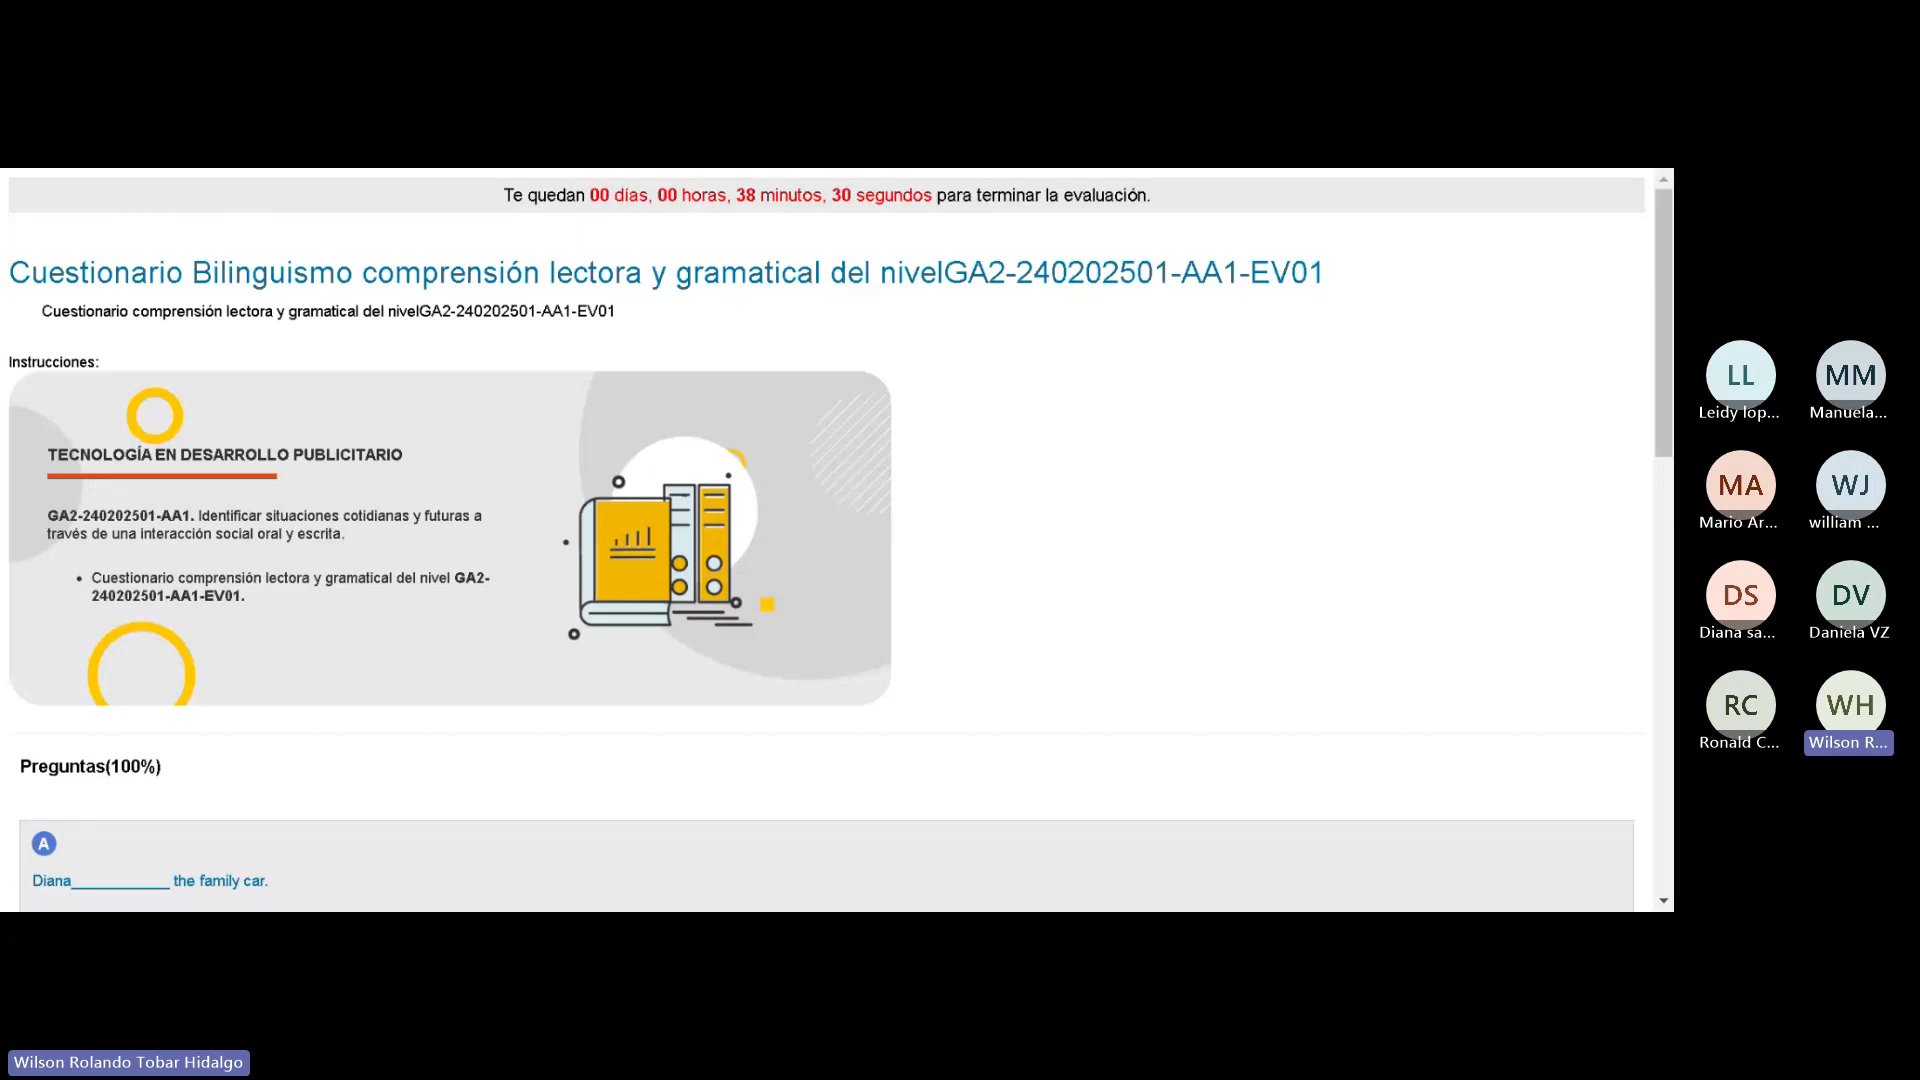 Te quedan 00 días, 00 horas, 38 minutos, 30 segundos para terminar la evaluación.
Cuestionario Bilinguismo comprensión lectora y gramatical del nivelGA2-240202501-AA1-EV01
Cuestionario comprensión lectora y gramatical del nivelGA2-240202501-AA1-EV01
Instrucciones:
TECNOLOGÍA EN DESARROLLO PUBLICITARIO
GA2-240202501-AA1. Identificar situaciones cotidianas y futuras a
través de una interacción social oral y escrita.
• Cuestionario comprensión lectora y gramatical del nivel GA2-
240202501-AA1-EV01.
Preguntas(100%)
A
Diana____________ the family car.
LL
MM
Leidy lop...
Manuela...
MA
WJ
Mario Ar...
william ...
DS
DV
Diana sa...
Daniela VZ
RC
WH
Ronald C...
Wilson R...
Wilson Rolando Tobar Hidalgo